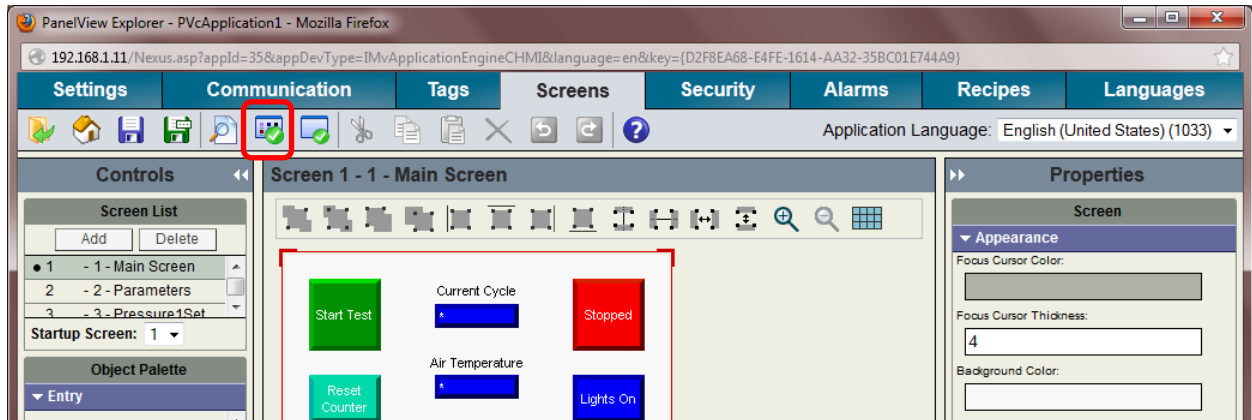 PanelView Explorer - PVcApplication1 - Mozilla Firefox
192.168.1.11/Nexus.asp?appId=35&appDevType=IMvApplicationEngineCHMI&language=en&key={D2F8EA68-E4FE-1614-AA32-35BC01E744A9}
Settings Communication Tags Screens Security Alarms Recipes Languages
Application Language: English (United States) (1033)
Controls
Screen 1 - 1 - Main Screen
Properties
Screen List
Screen
Add Delete
Appearance
1 - 1 - Main Screen
Focus Cursor Color:
2 - 2 - Parameters
Current Cycle
3 - 3 - Pressure1Set
Start Test
*
Stopped
Focus Cursor Thickness:
Startup Screen: 1
4
Object Palette
Air Temperature
Background Color:
Entry
Reset
Counter
*
Lights On